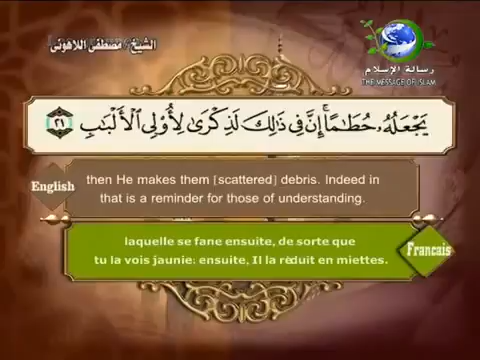 الشيخ / مصطفى اللاهونى
رسالة الإسلام
THE MESSAGE OF ISLAM
يَجْعَلُهُۥ حُطَٰمًا ۚ إِنَّ فِى ذَٰلِكَ لَذِكْرَىٰ لِأُو۟لِى ٱلْأَلْبَٰبِ ٢١
English
then He makes them [scattered] debris. Indeed in
that is a reminder for those of understanding.
laquelle se fane ensuite, de sorte que
Francais
tu la vois jaunie: ensuite, Il la réduit en miettes.